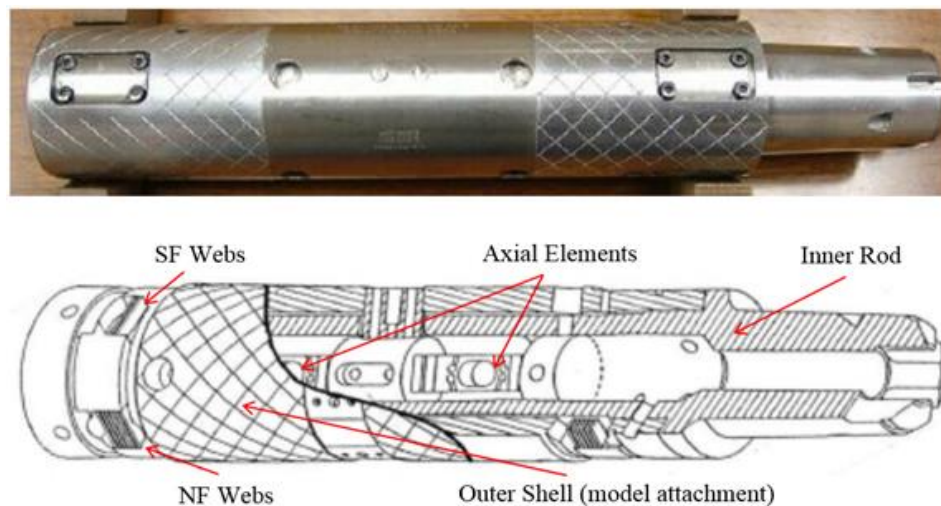 SF Webs
Axial Elements
Inner Rod
NF Webs
Outer Shell (model attachment)